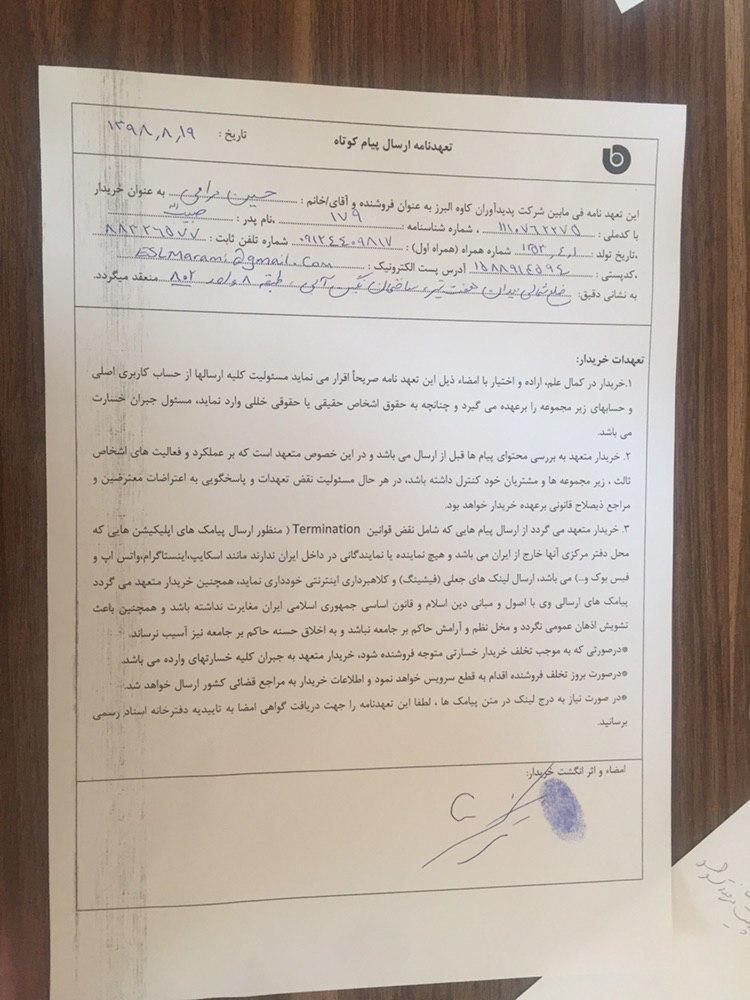 b
تعهدنامه ارسال پیام کوتاه
تاریخ : ۱۳۹۸,۸,۱۹
این تعهد نامه فی مابین شرکت پدیدآوران کاوه البرز به عنوان فروشنده و آقای/خانم : حسین مرامی به عنوان خریدار
با کدملی : ۱۱۱۰۷۶۲۲۷۵ ، شماره شناسنامه : ۱۷۹ ،نام پدر :
،تاریخ تولد : ۱۳۵۳,۴,۱ شماره همراه (همراه اول) : ۰۹۱۲۴۴۰۹۸۱۷ شماره تلفن ثابت : ۸۸۳۲۶۵۷۷
،کدپستی : ۱۵۸۸۹۱۴۵۹۴ آدرس پست الکترونیک : ESLMarami@gmail.com
به نشانی دقیق: ضلع شمالی میدان هفت تیر، ساختمان نگین آبی ، طبقه ۸ واحد ۸۰۲ منعقد میگردد.
تعهدات خریدار:
۱.خریدار در کمال علم، اراده و اختیار با امضاء ذیل این تعهد نامه صریحاً اقرار می نماید مسئولیت کلیه ارسالها از حساب کاربری اصلی
و حسابهای زیر مجموعه را برعهده می گیرد و چنانچه به حقوق اشخاص حقیقی یا حقوقی خللی وارد نماید، مسئول جبران خسارت
می باشد.
۲. خریدار متعهد به بررسی محتوای پیام ها قبل از ارسال می باشد و در این خصوص متعهد است که بر عملکرد و فعالیت های اشخاص
ثالث ، زیر مجموعه ها و مشتریان خود کنترل داشته باشد، در هر حال مسئولیت نقض تعهدات و پاسخگویی به اعتراضات معترضین و
مراجع ذیصلاح قانونی برعهده خریدار خواهد بود.
۳. خریدار متعهد می گردد از ارسال پیام هایی که شامل نقض قوانین Termination ( منظور ارسال پیامک های اپلیکیشن هایی که
محل دفتر مرکزی آنها خارج از ایران می باشد و هیچ نماینده یا نمایندگانی در داخل ایران ندارند مانند اسکایپ،اینستاگرام،واتس اپ و
فیس بوک و..) می باشد، ارسال لینک های جعلی (فیشینگ) و کلاهبرداری اینترنتی خودداری نماید، همچنین خریدار متعهد می گردد
پیامک های ارسالی وی با اصول و مبانی دین اسلام و قانون اساسی جمهوری اسلامی ایران مغایرت نداشته باشد و همچنین باعث
تشویش اذهان عمومی نگردد و مخل نظم و آرامش حاکم بر جامعه نباشد و به اخلاق حسنه حاکم بر جامعه نیز آسیب نرساند.
*درصورتی که به موجب تخلف خریدار خسارتی متوجه فروشنده شود، خریدار متعهد به جبران کلیه خسارتهای وارده می باشد.
*درصورت بروز تخلف فروشنده اقدام به قطع سرویس خواهد نمود و اطلاعات خریدار به مراجع قضائی کشور ارسال خواهد شد.
*در صورت نیاز به درج لینک در متن پیامک ها ، لطفا این تعهدنامه را جهت دریافت گواهی امضا به تاییدیه دفترخانه اسناد رسمی
برسانید.
امضاء و اثر انگشت خریدار: